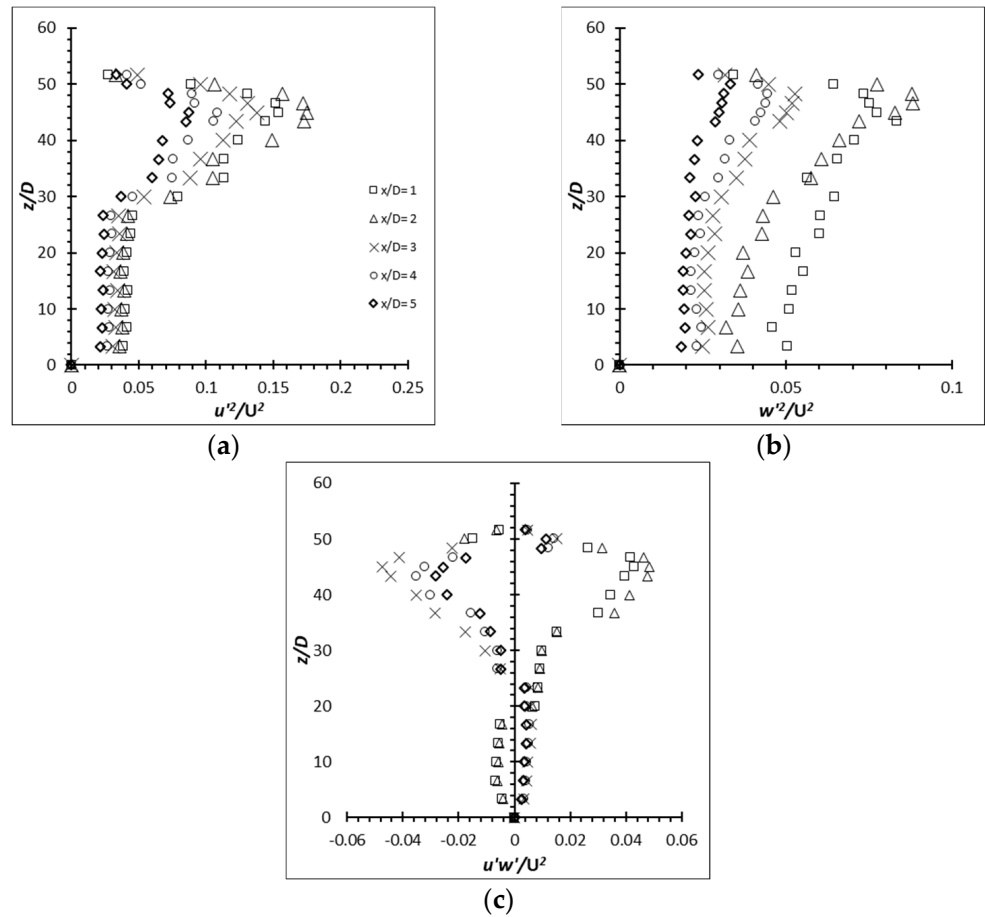 60
50
40
30
20
10
0
z/D
0
0.05
0.1
0.15
0.2
0.25
u'²/U²
x/D= 1
x/D= 2
x/D= 3
x/D= 4
x/D= 5
(a)
60
50
40
30
20
10
0
z/D
0
0.05
0.1
w'²/U²
(b)
60
50
40
30
20
10
0
z/D
-0.06
-0.04
-0.02
0
0.02
0.04
0.06
u'w'/U²
(c)